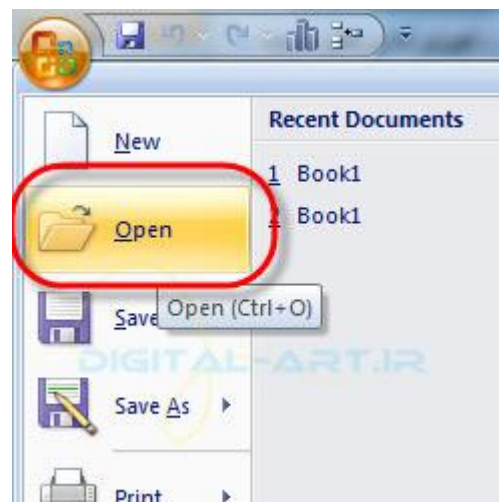 New
Open
Open (Ctrl+O)
Save
Save As
Print
Recent Documents
1 Book1
2 Book1
DIGITAL-ART.IR